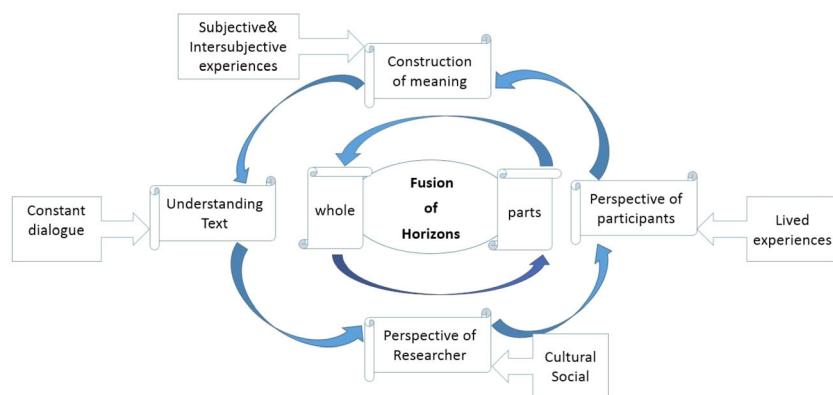 Subjective&
Intersubjective
experiences
Construction
of meaning
Constant
dialogue
Understanding
Text
whole
Fusion
of
Horizons
parts
Perspective of
participants
Lived
experiences
Perspective of
Researcher
Cultural
Social